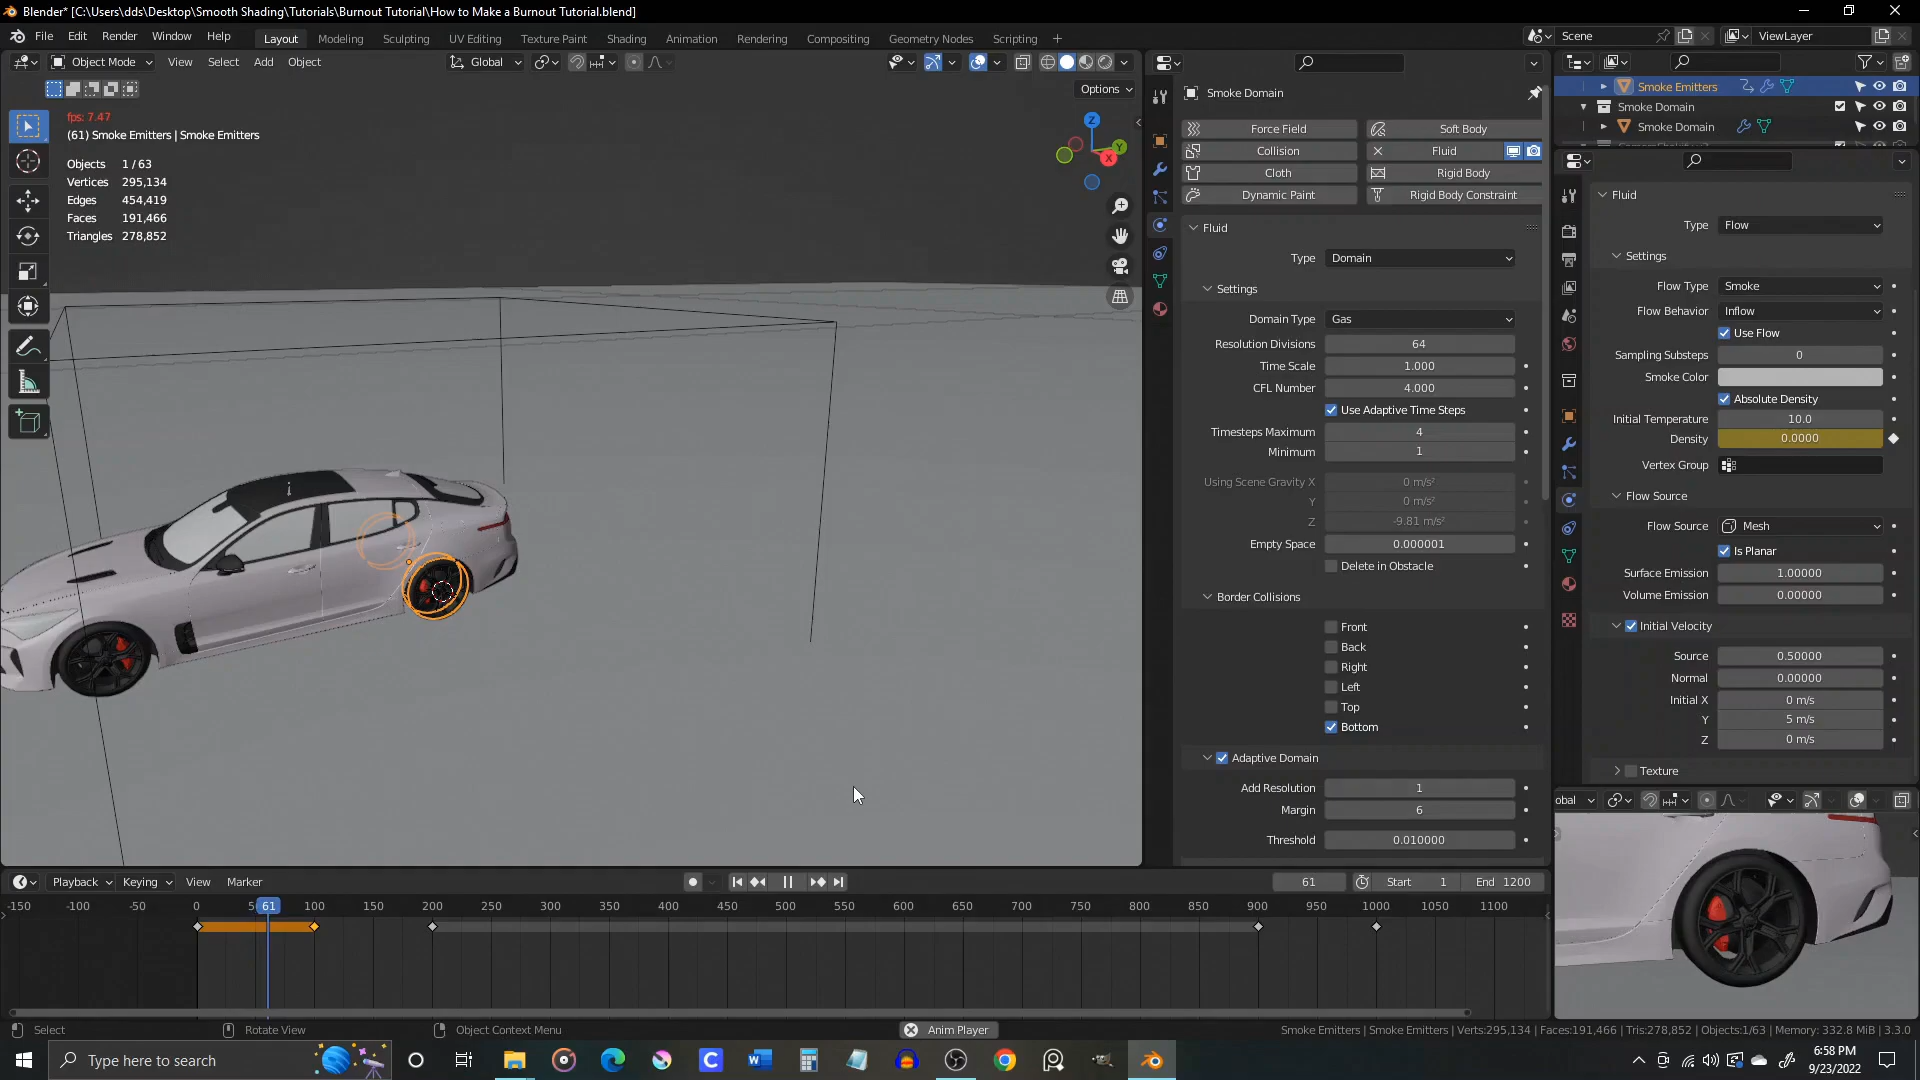 Blender* [C:\Users\dds\Desktop\Smooth Shading\Tutorials\Burnout Tutorial\How to Make a Burnout Tutorial.blend]
File Edit Render Window Help Layout Modeling Sculpting UV Editing Texture Paint Shading Animation Rendering Compositing Geometry Nodes Scripting + Scene ViewLayer
Object Mode View Select Add Object Global
Options
fps: 7.47
(61) Smoke Emitters | Smoke Emitters
Objects 1 / 63
Vertices 295,134
Edges 454,419
Faces 191,466
Triangles 278,852
Z
Y
X
Smoke Domain
Force Field Soft Body
Collision Fluid
Cloth Rigid Body
Dynamic Paint Rigid Body Constraint
Fluid
Type Domain
Settings
Domain Type Gas
Resolution Divisions 64
Time Scale 1.000
CFL Number 4.000
Use Adaptive Time Steps
Timesteps Maximum 4
Minimum 1
Using Scene Gravity X 0 m/s²
Y 0 m/s²
Z -9.81 m/s²
Empty Space 0.000001
Delete in Obstacle
Border Collisions
Front
Back
Right
Left
Top
Bottom
Adaptive Domain
Add Resolution 1
Margin 6
Threshold 0.010000
Smoke Emitters
Smoke Domain
Smoke Domain
Fluid
Type Flow
Settings
Flow Type Smoke
Flow Behavior Inflow
Use Flow
Sampling Substeps 0
Smoke Color
Absolute Density
Initial Temperature 10.0
Density 0.0000
Vertex Group
Flow Source
Flow Source Mesh
Is Planar
Surface Emission 1.00000
Volume Emission 0.00000
Initial Velocity
Source 0.50000
Normal 0.00000
Initial X 0 m/s
Y 5 m/s
Z 0 m/s
Texture
obal
Playback Keying View Marker 61 Start 1 End 1200
-150 -100 -50 0 5 61 100 150 200 250 300 350 400 450 500 550 600 650 700 750 800 850 900 950 1000 1050 1100
Select Rotate View Object Context Menu Anim Player Smoke Emitters | Smoke Emitters | Verts:295,134 | Faces:191,466 | Tris:278,852 | Objects:1/63 | Memory: 332.8 MiB | 3.3.0
Type here to search
6:58 PM
9/23/2022